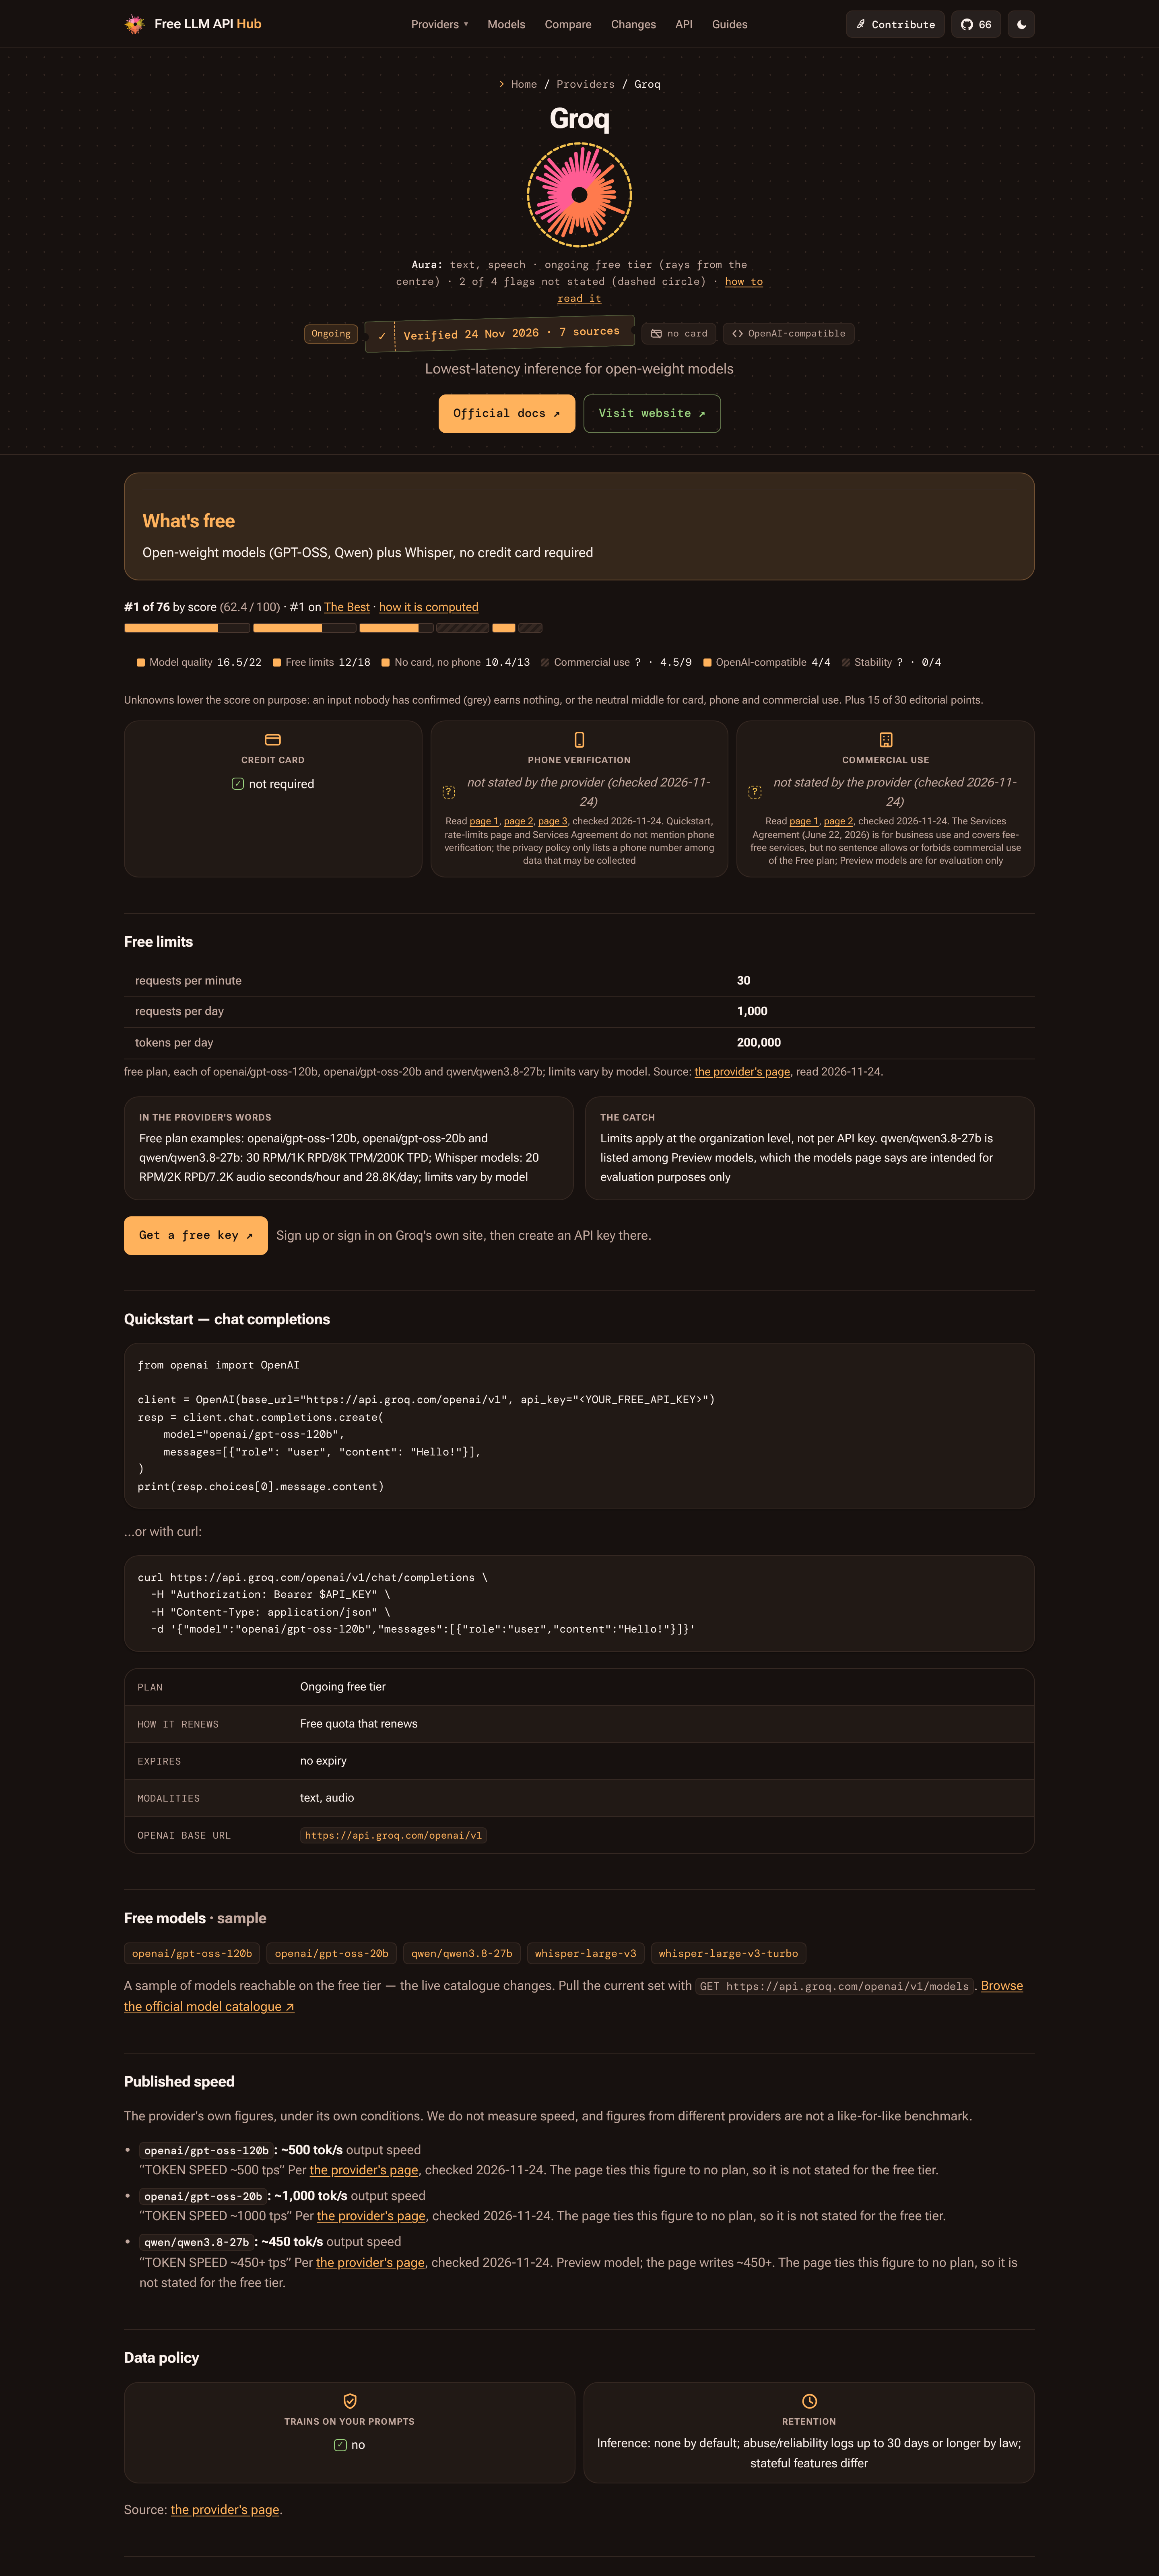 Free LLM API Hub
Providers ▾ Models Compare Changes API Guides
Contribute 66
› Home / Providers / Groq
Groq
Aura: text, speech · ongoing free tier (rays from the
centre) · 2 of 4 flags not stated (dashed circle) · how to
read it
Ongoing ✓ Verified 24 Nov 2026 · 7 sources no card OpenAI-compatible
Lowest-latency inference for open-weight models
Official docs ↗ Visit website ↗
What's free
Open-weight models (GPT-OSS, Qwen) plus Whisper, no credit card required
#1 of 76 by score (62.4 / 100) · #1 on The Best · how it is computed
Model quality 16.5/22 Free limits 12/18 No card, no phone 10.4/13 Commercial use ? · 4.5/9 OpenAI-compatible 4/4 Stability ? · 0/4
Unknowns lower the score on purpose: an input nobody has confirmed (grey) earns nothing, or the neutral middle for card, phone and commercial use. Plus 15 of 30 editorial points.
CREDIT CARD
✓ not required
PHONE VERIFICATION
? not stated by the provider (checked 2026-11-
24)
Read page 1, page 2, page 3, checked 2026-11-24. Quickstart,
rate-limits page and Services Agreement do not mention phone
verification; the privacy policy only lists a phone number among
data that may be collected
COMMERCIAL USE
? not stated by the provider (checked 2026-11-
24)
Read page 1, page 2, checked 2026-11-24. The Services
Agreement (June 22, 2026) is for business use and covers fee-
free services, but no sentence allows or forbids commercial use
of the Free plan; Preview models are for evaluation only
Free limits
requests per minute 30
requests per day 1,000
tokens per day 200,000
free plan, each of openai/gpt-oss-120b, openai/gpt-oss-20b and qwen/qwen3.8-27b; limits vary by model. Source: the provider's page, read 2026-11-24.
IN THE PROVIDER'S WORDS
Free plan examples: openai/gpt-oss-120b, openai/gpt-oss-20b and
qwen/qwen3.8-27b: 30 RPM/1K RPD/8K TPM/200K TPD; Whisper models: 20
RPM/2K RPD/7.2K audio seconds/hour and 28.8K/day; limits vary by model
THE CATCH
Limits apply at the organization level, not per API key. qwen/qwen3.8-27b is
listed among Preview models, which the models page says are intended for
evaluation purposes only
Get a free key ↗ Sign up or sign in on Groq's own site, then create an API key there.
Quickstart — chat completions
from openai import OpenAI
client = OpenAI(base_url="https://api.groq.com/openai/v1", api_key="<YOUR_FREE_API_KEY>")
resp = client.chat.completions.create(
    model="openai/gpt-oss-120b",
    messages=[{"role": "user", "content": "Hello!"}],
)
print(resp.choices[0].message.content)
…or with curl:
curl https://api.groq.com/openai/v1/chat/completions \
  -H "Authorization: Bearer $API_KEY" \
  -H "Content-Type: application/json" \
  -d '{"model":"openai/gpt-oss-120b","messages":[{"role":"user","content":"Hello!"}]}'
PLAN Ongoing free tier
HOW IT RENEWS Free quota that renews
EXPIRES no expiry
MODALITIES text, audio
OPENAI BASE URL https://api.groq.com/openai/v1
Free models · sample
openai/gpt-oss-120b openai/gpt-oss-20b qwen/qwen3.8-27b whisper-large-v3 whisper-large-v3-turbo
A sample of models reachable on the free tier — the live catalogue changes. Pull the current set with GET https://api.groq.com/openai/v1/models. Browse
the official model catalogue ↗
Published speed
The provider's own figures, under its own conditions. We do not measure speed, and figures from different providers are not a like-for-like benchmark.
• openai/gpt-oss-120b: ~500 tok/s output speed
“TOKEN SPEED ~500 tps” Per the provider's page, checked 2026-11-24. The page ties this figure to no plan, so it is not stated for the free tier.
• openai/gpt-oss-20b: ~1,000 tok/s output speed
“TOKEN SPEED ~1000 tps” Per the provider's page, checked 2026-11-24. The page ties this figure to no plan, so it is not stated for the free tier.
• qwen/qwen3.8-27b: ~450 tok/s output speed
“TOKEN SPEED ~450+ tps” Per the provider's page, checked 2026-11-24. Preview model; the page writes ~450+. The page ties this figure to no plan, so it is
not stated for the free tier.
Data policy
TRAINS ON YOUR PROMPTS
✓ no
RETENTION
Inference: none by default; abuse/reliability logs up to 30 days or longer by law;
stateful features differ
Source: the provider's page.